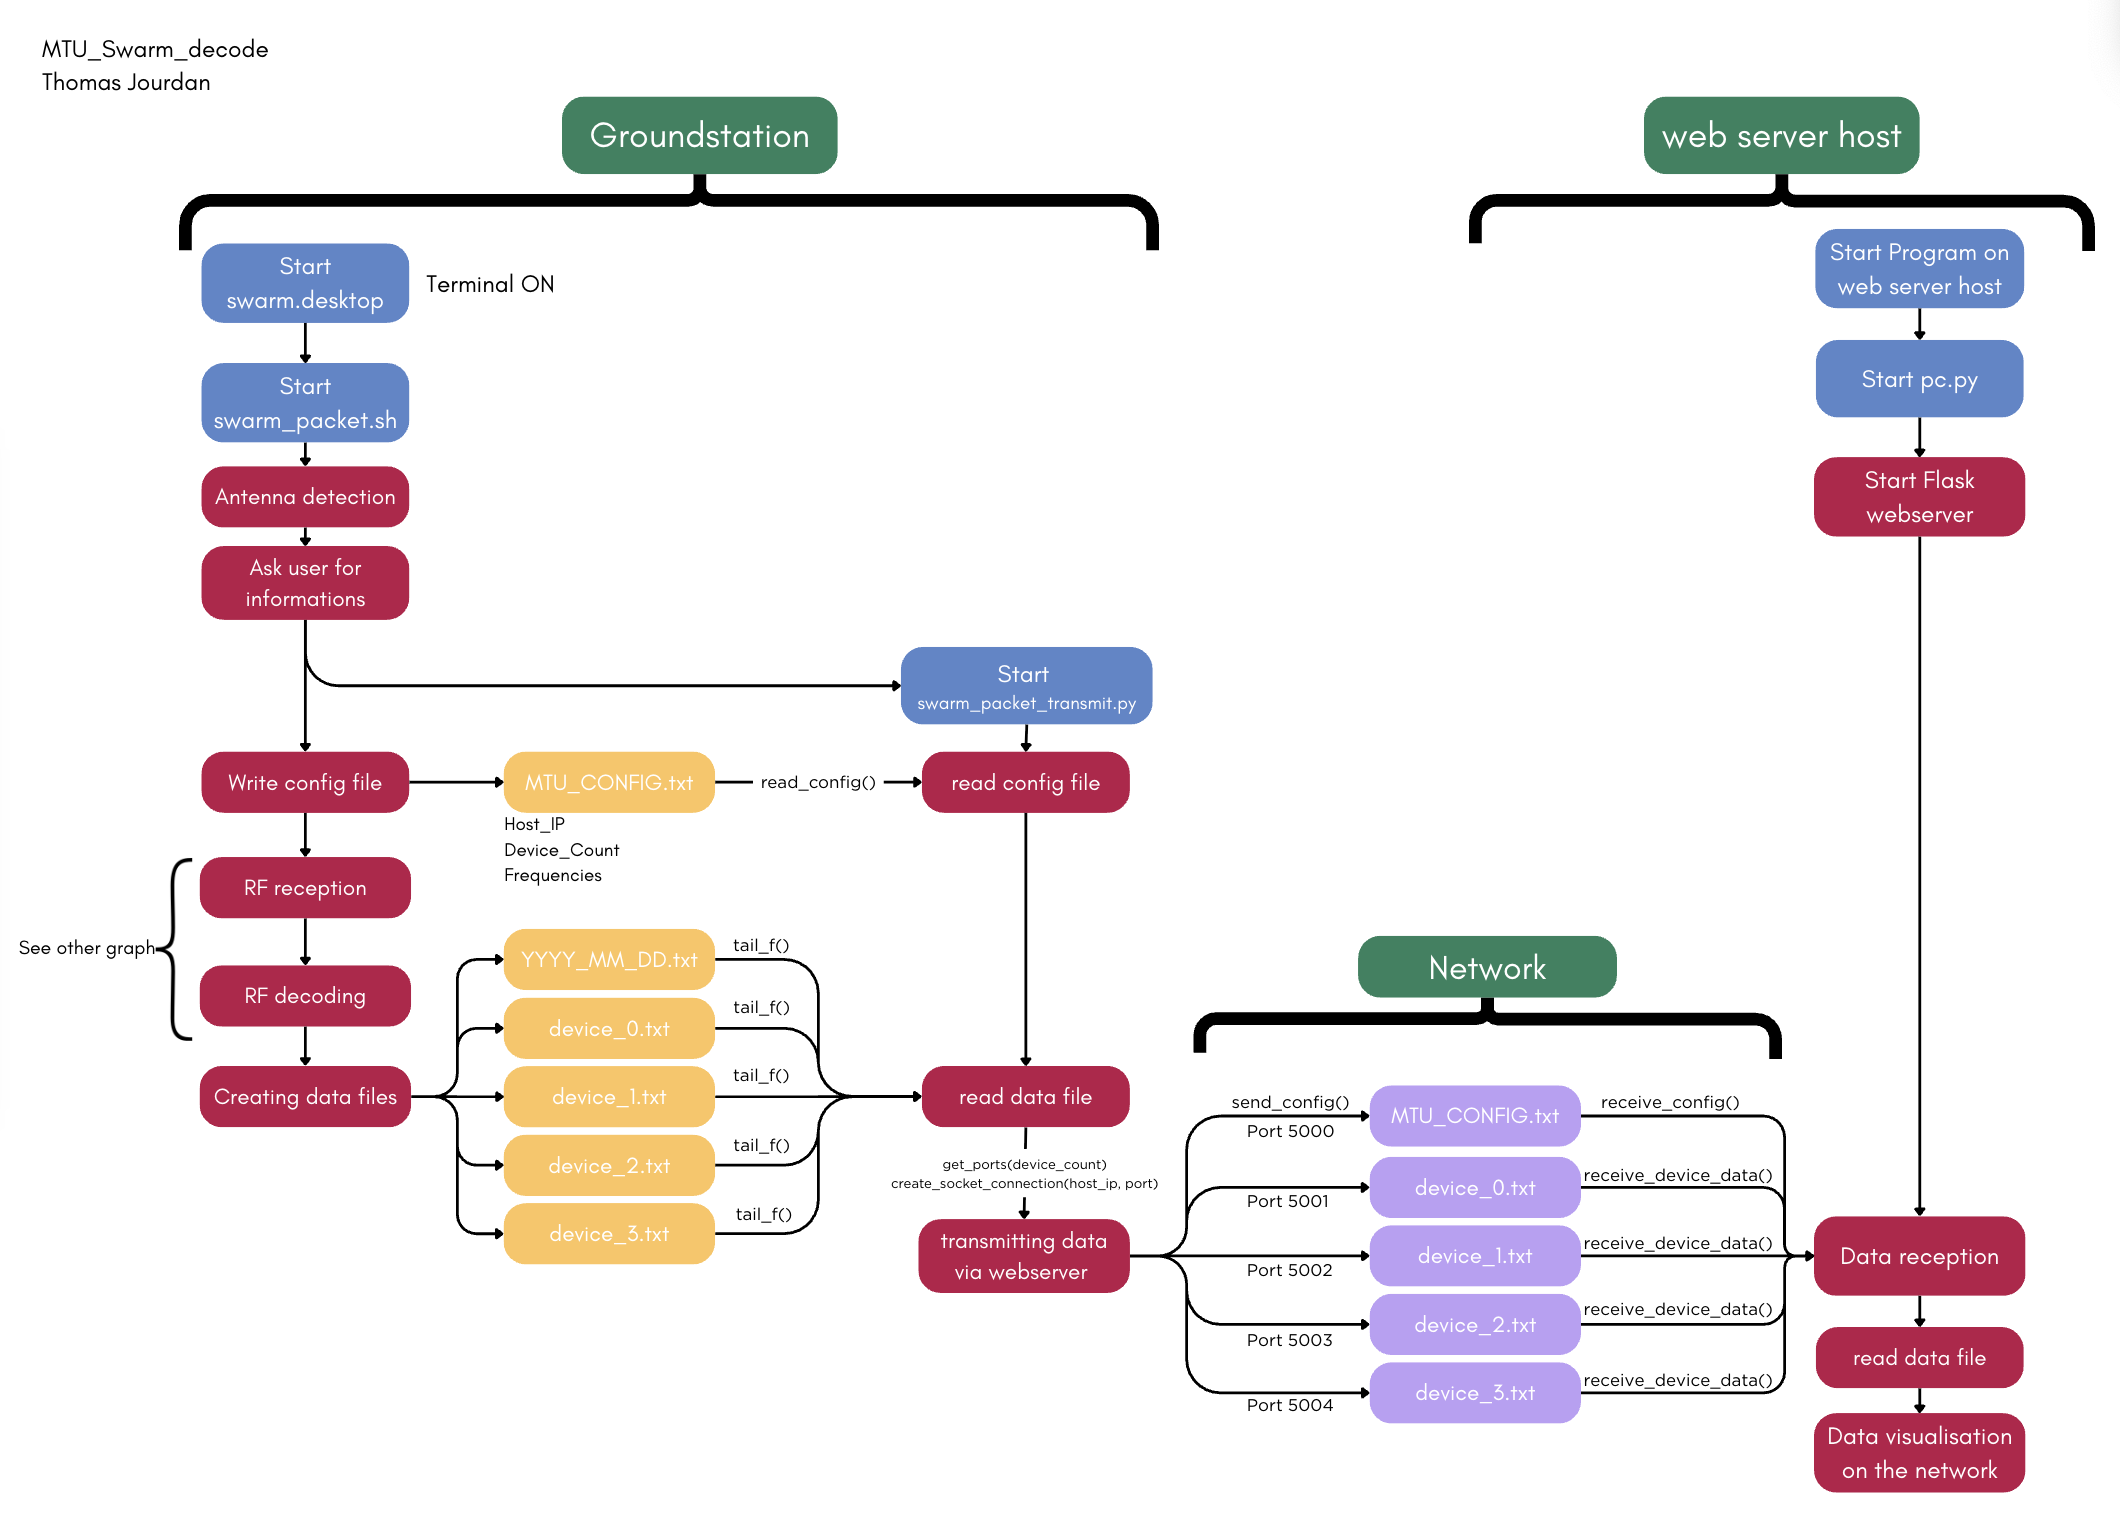 MTU_Swarm_decode
Thomas Jourdan
Groundstation
web server host
Start
swarm.desktop
Terminal ON
Start
swarm_packet.sh
Antenna detection
Ask user for
informations
Start
swarm_packet_transmit.py
Write config file
MTU_CONFIG.txt
read_config()
read config file
Host_IP
Device_Count
Frequencies
See other graph
RF reception
RF decoding
Creating data files
YYYY_MM_DD.txt
tail_f()
device_0.txt
tail_f()
device_1.txt
tail_f()
device_2.txt
tail_f()
device_3.txt
tail_f()
read data file
get_ports(device_count)
create_socket_connection(host_ip, port)
transmitting data
via webserver
Network
send_config()
Port 5000
MTU_CONFIG.txt
receive_config()
Port 5001
device_0.txt
receive_device_data()
Port 5002
device_1.txt
receive_device_data()
Port 5003
device_2.txt
receive_device_data()
Port 5004
device_3.txt
receive_device_data()
Start Program on
web server host
Start pc.py
Start Flask
webserver
Data reception
read data file
Data visualisation
on the network